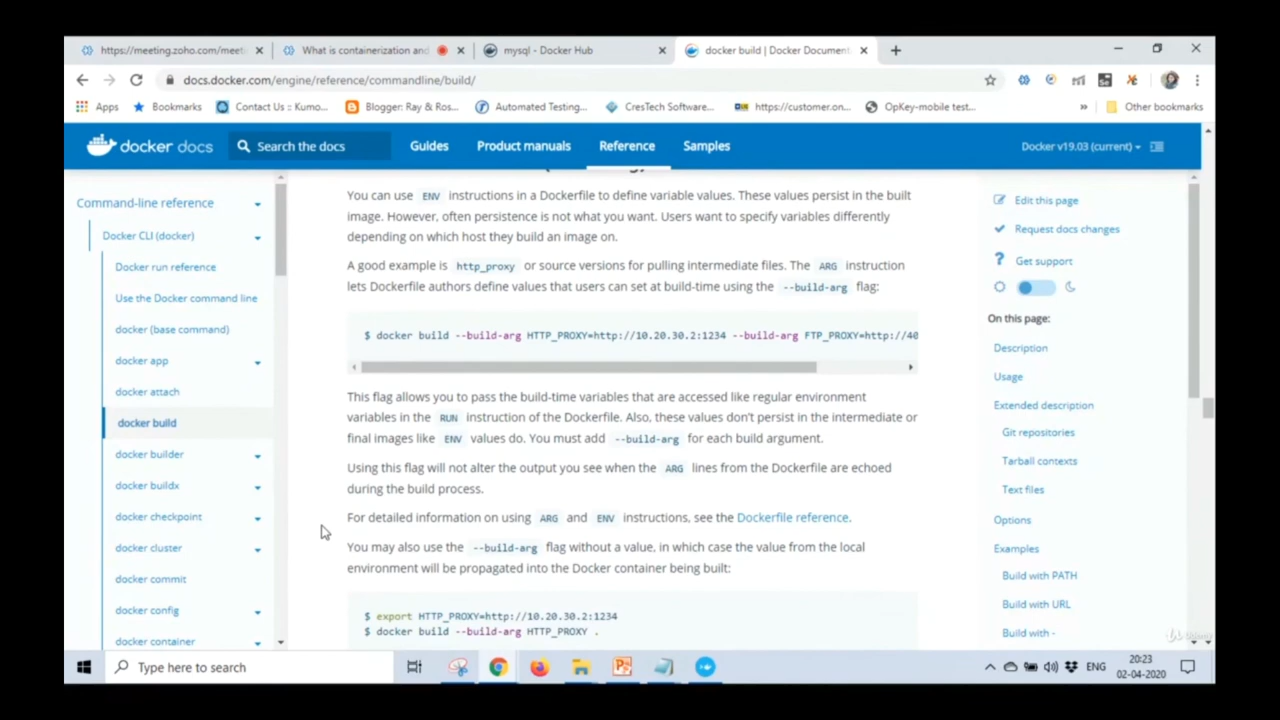 https://meeting.zoho.com/meeti
What is containerization and
mysql - Docker Hub
docker build | Docker Document
docs.docker.com/engine/reference/commandline/build/
Apps
Bookmarks
Contact Us :: Kumo...
Blogger: Ray & Ros...
Automated Testing...
CresTech Software...
https://customer.on...
OpKey-mobile test...
»
Other bookmarks
docker docs
Search the docs
Guides
Product manuals
Reference
Samples
Docker v19.03 (current)
Command-line reference
Docker CLI (docker)
Docker run reference
Use the Docker command line
docker (base command)
docker app
docker attach
docker build
docker builder
docker buildx
docker checkpoint
docker cluster
docker commit
docker config
docker container
You can use ENV instructions in a Dockerfile to define variable values. These values persist in the built
image. However, often persistence is not what you want. Users want to specify variables differently
depending on which host they build an image on.
A good example is http_proxy or source versions for pulling intermediate files. The ARG instruction
lets Dockerfile authors define values that users can set at build-time using the --build-arg flag:
$ docker build --build-arg HTTP_PROXY=http://10.20.30.2:1234 --build-arg FTP_PROXY=http://40
This flag allows you to pass the build-time variables that are accessed like regular environment
variables in the RUN instruction of the Dockerfile. Also, these values don't persist in the intermediate or
final images like ENV values do. You must add --build-arg for each build argument.
Using this flag will not alter the output you see when the ARG lines from the Dockerfile are echoed
during the build process.
For detailed information on using ARG and ENV instructions, see the Dockerfile reference.
You may also use the --build-arg flag without a value, in which case the value from the local
environment will be propagated into the Docker container being built:
$ export HTTP_PROXY=http://10.20.30.2:1234
$ docker build --build-arg HTTP_PROXY .
Edit this page
Request docs changes
Get support
On this page:
Description
Usage
Extended description
Git repositories
Tarball contexts
Text files
Options
Examples
Build with PATH
Build with URL
Build with -
Type here to search
ENG
20:23
02-04-2020